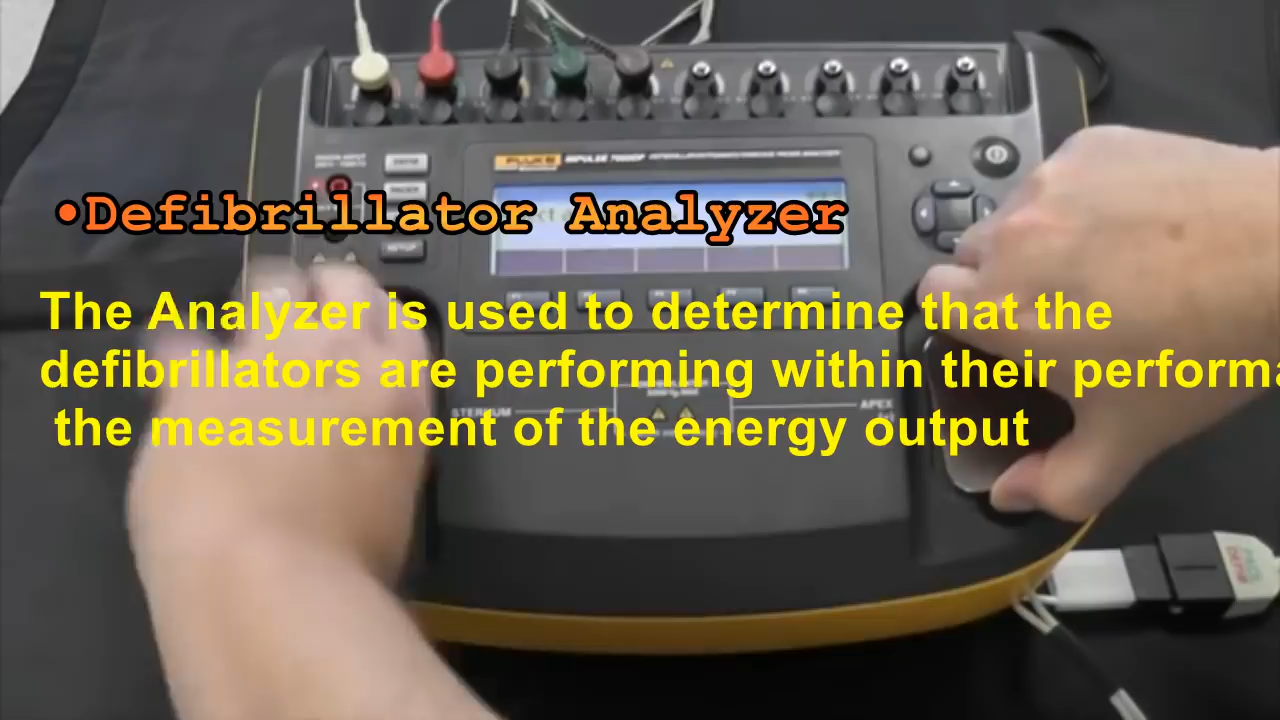 FLUKE
IMPULSE 7000DP
•Defibrillator Analyzer
The Analyzer is used to determine that the
defibrillators are performing within their performa
the measurement of the energy output
SETUP
STERNUM
APEX